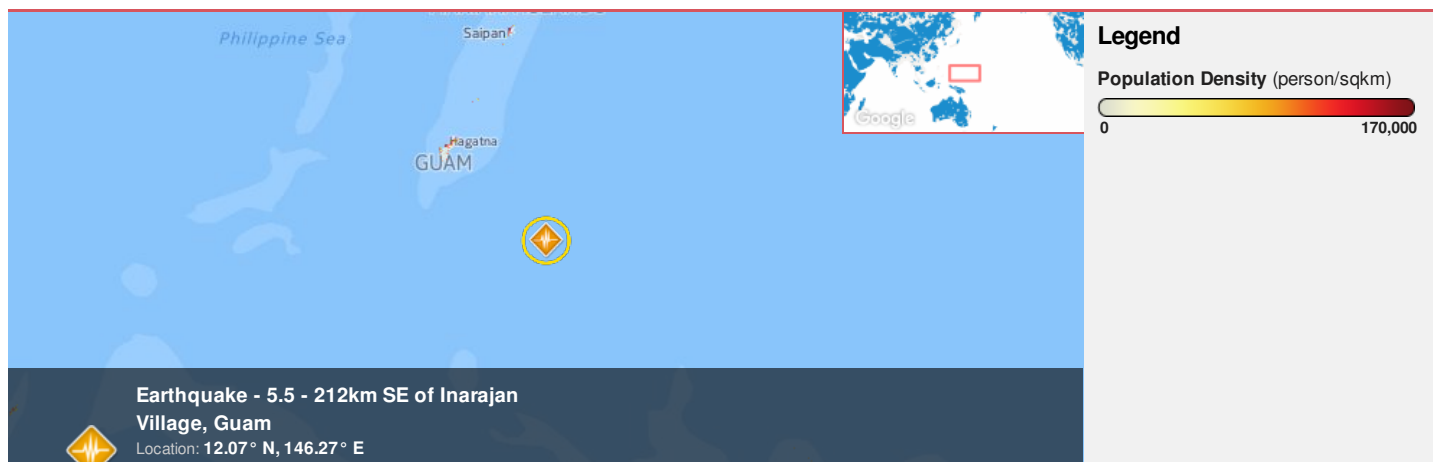 Philippine Sea
Saipan
Hagatna
GUAM
Google
Legend
Population Density (person/sqkm)
0 170,000
Earthquake - 5.5 - 212km SE of Inarajan
Village, Guam
Location: 12.07° N, 146.27° E